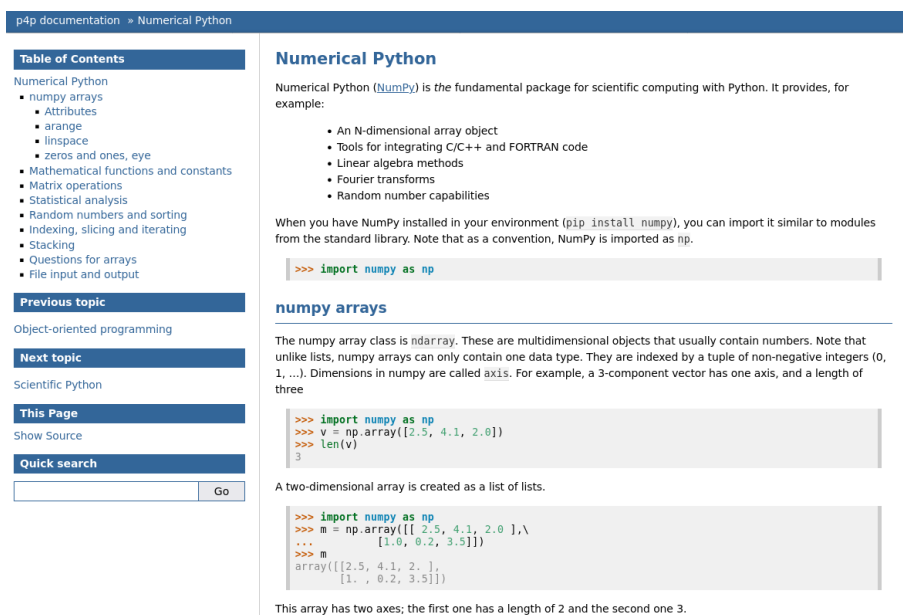 p4p documentation » Numerical Python
Table of Contents
Numerical Python
▪ numpy arrays
▪ Attributes
▪ arange
▪ linspace
▪ zeros and ones, eye
▪ Mathematical functions and constants
▪ Matrix operations
▪ Statistical analysis
▪ Random numbers and sorting
▪ Indexing, slicing and iterating
▪ Stacking
▪ Questions for arrays
▪ File input and output
Previous topic
Object-oriented programming
Next topic
Scientific Python
This Page
Show Source
Quick search
Go
Numerical Python
Numerical Python (NumPy) is the fundamental package for scientific computing with Python. It provides, for
example:
• An N-dimensional array object
• Tools for integrating C/C++ and FORTRAN code
• Linear algebra methods
• Fourier transforms
• Random number capabilities
When you have NumPy installed in your environment (pip install numpy), you can import it similar to modules
from the standard library. Note that as a convention, NumPy is imported as np.
>>> import numpy as np
numpy arrays
The numpy array class is ndarray. These are multidimensional objects that usually contain numbers. Note that
unlike lists, numpy arrays can only contain one data type. They are indexed by a tuple of non-negative integers (0,
1, …). Dimensions in numpy are called axis. For example, a 3-component vector has one axis, and a length of
three
>>> import numpy as np
>>> v = np.array([2.5, 4.1, 2.0])
>>> len(v)
3
A two-dimensional array is created as a list of lists.
>>> import numpy as np
>>> m = np.array([[ 2.5, 4.1, 2.0 ],\
...          [1.0, 0.2, 3.5]])
>>> m
array([[2.5, 4.1, 2. ],
       [1. , 0.2, 3.5]])
This array has two axes; the first one has a length of 2 and the second one 3.